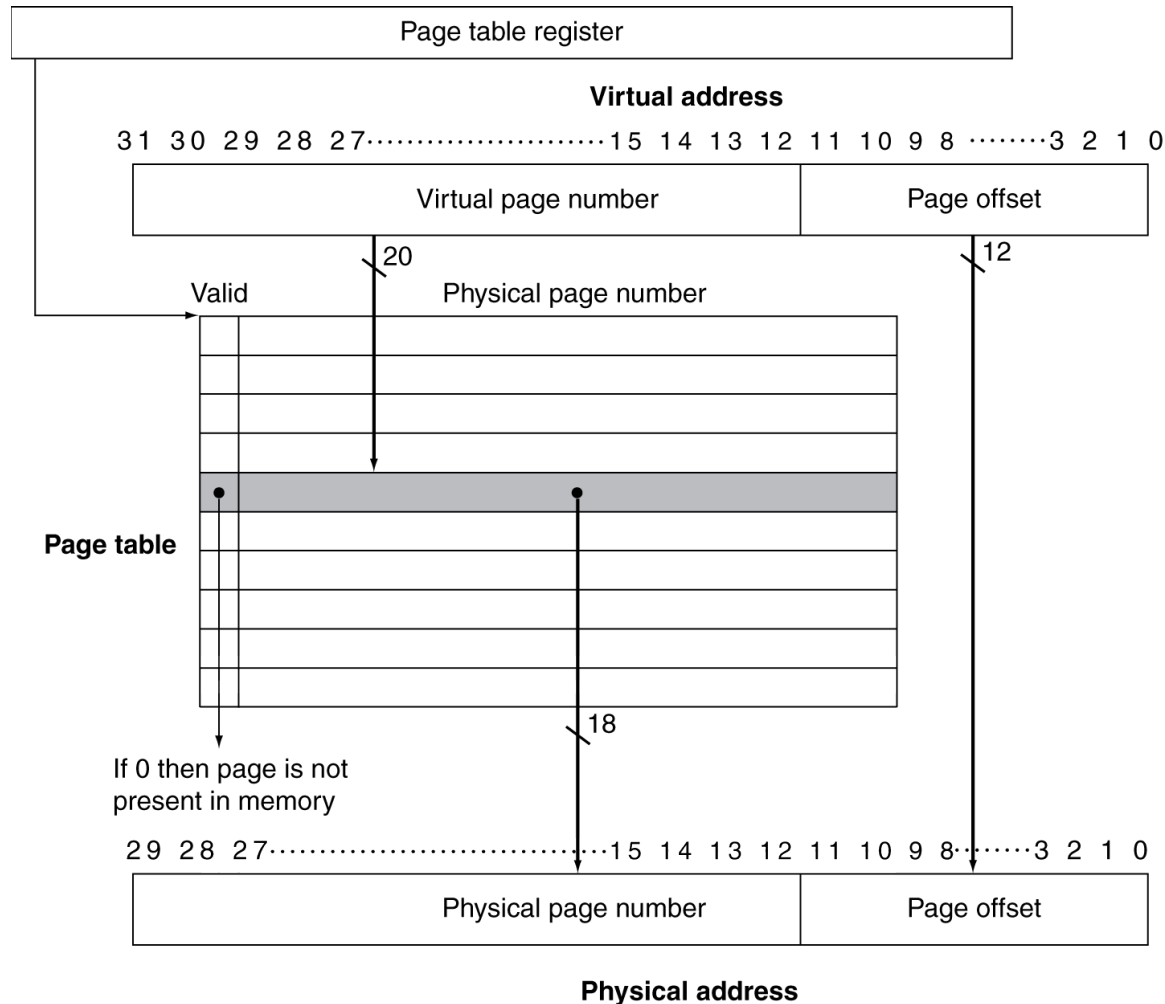 Page table register
Virtual address
31 30 29 28 27·······················15 14 13 12 11 10 9 8 ········3 2 1 0
Virtual page number Page offset
20 12
Valid Physical page number
Page table
18
If 0 then page is not
present in memory
29 28 27·································15 14 13 12 11 10 9 8········3 2 1 0
Physical page number Page offset
Physical address